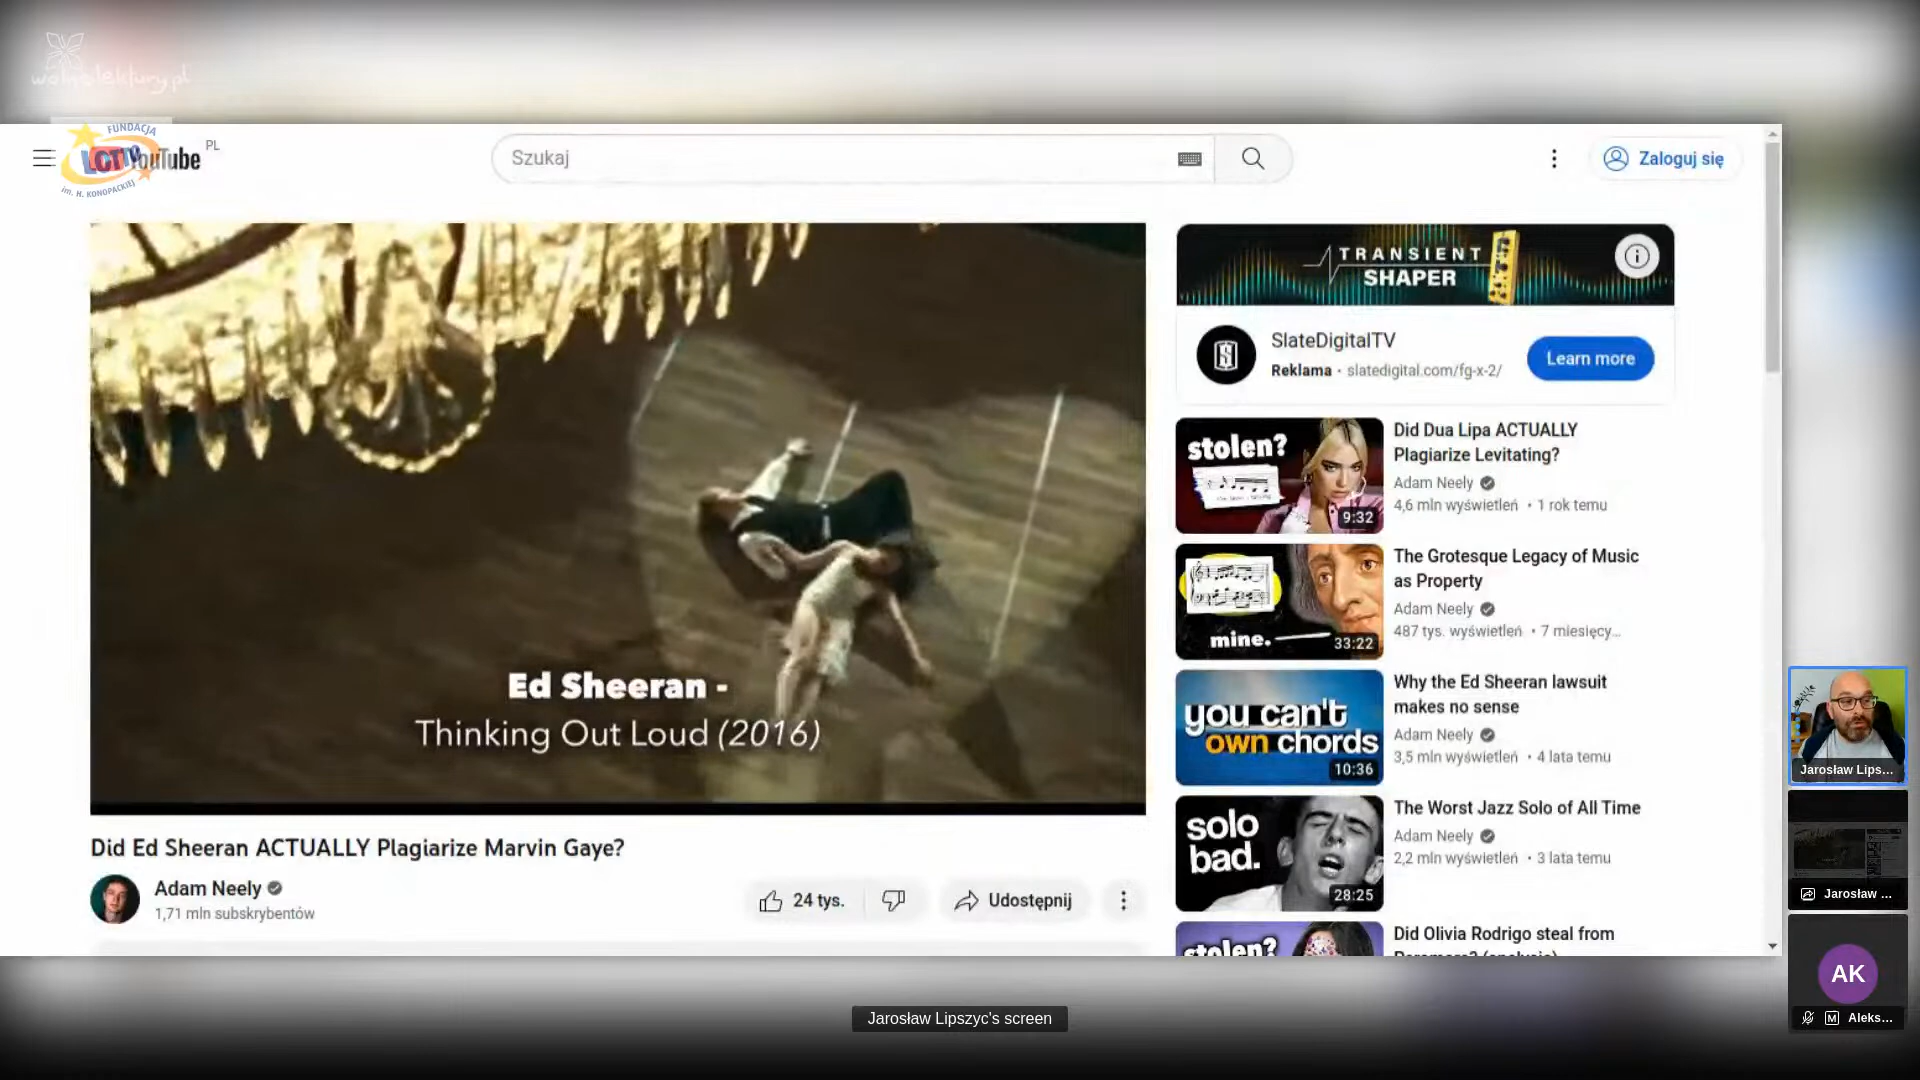 wolnelektury.pl
FUNDACJA
LOTTO
im. H. KONOPACKIEJ
YouTube PL
Szukaj
Zaloguj się
Ed Sheeran -
Thinking Out Loud (2016)
Did Ed Sheeran ACTUALLY Plagiarize Marvin Gaye?
Adam Neely
1,71 mln subskrybentów
24 tys.
Udostępnij
TRANSIENT
SHAPER
SlateDigitalTV
Reklama • slatedigital.com/fg-x-2/
Learn more
stolen?
9:32
Did Dua Lipa ACTUALLY
Plagiarize Levitating?
Adam Neely
4,6 mln wyświetleń • 1 rok temu
mine.
33:22
The Grotesque Legacy of Music
as Property
Adam Neely
487 tys. wyświetleń • 7 miesięcy...
you can't
own chords
10:36
Why the Ed Sheeran lawsuit
makes no sense
Adam Neely
3,5 mln wyświetleń • 4 lata temu
solo
bad.
28:25
The Worst Jazz Solo of All Time
Adam Neely
2,2 mln wyświetleń • 3 lata temu
stolen?
Did Olivia Rodrigo steal from
Jarosław Lips...
Jarosław ...
AK
M Aleks...
Jarosław Lipszyc's screen